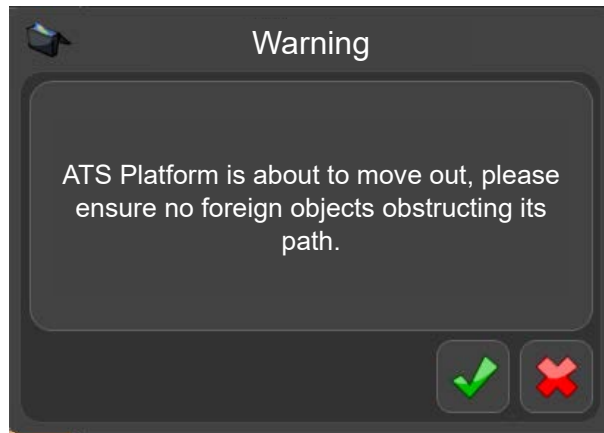 Warning
ATS Platform is about to move out, please
ensure no foreign objects obstructing its
path.